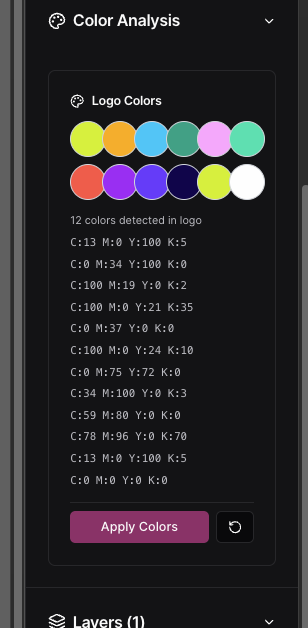 Color Analysis
Logo Colors
12 colors detected in logo
C:13 M:0 Y:100 K:5
C:0 M:34 Y:100 K:0
C:100 M:19 Y:0 K:2
C:100 M:0 Y:21 K:35
C:0 M:37 Y:0 K:0
C:100 M:0 Y:24 K:10
C:0 M:75 Y:72 K:0
C:34 M:100 Y:0 K:3
C:59 M:80 Y:0 K:0
C:78 M:96 Y:0 K:70
C:13 M:0 Y:100 K:5
C:0 M:0 Y:0 K:0
Apply Colors
Layers (1)